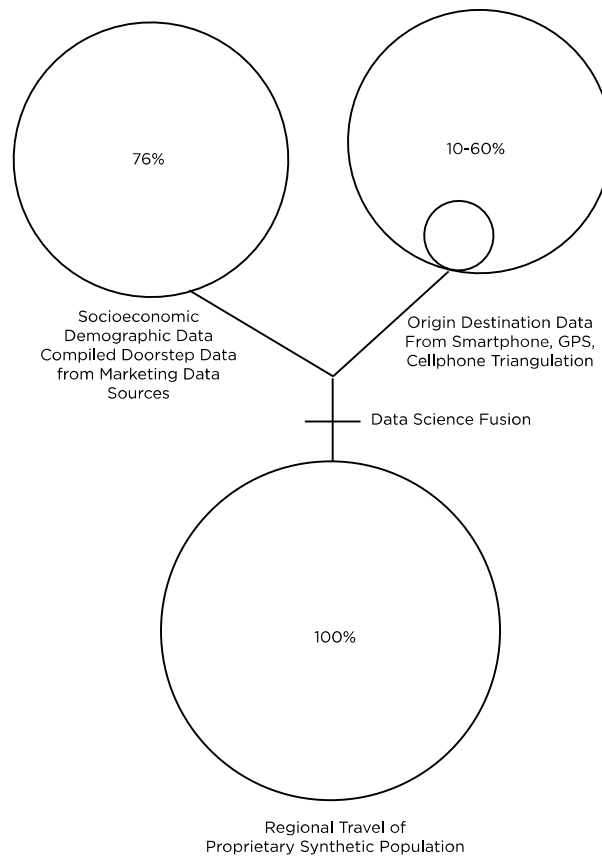 76%
10-60%
Socioeconomic
Demographic Data
Compiled Doorstep Data
from Marketing Data
Sources
Origin Destination Data
From Smartphone, GPS,
Cellphone Triangulation
Data Science Fusion
100%
Regional Travel of
Proprietary Synthetic Population